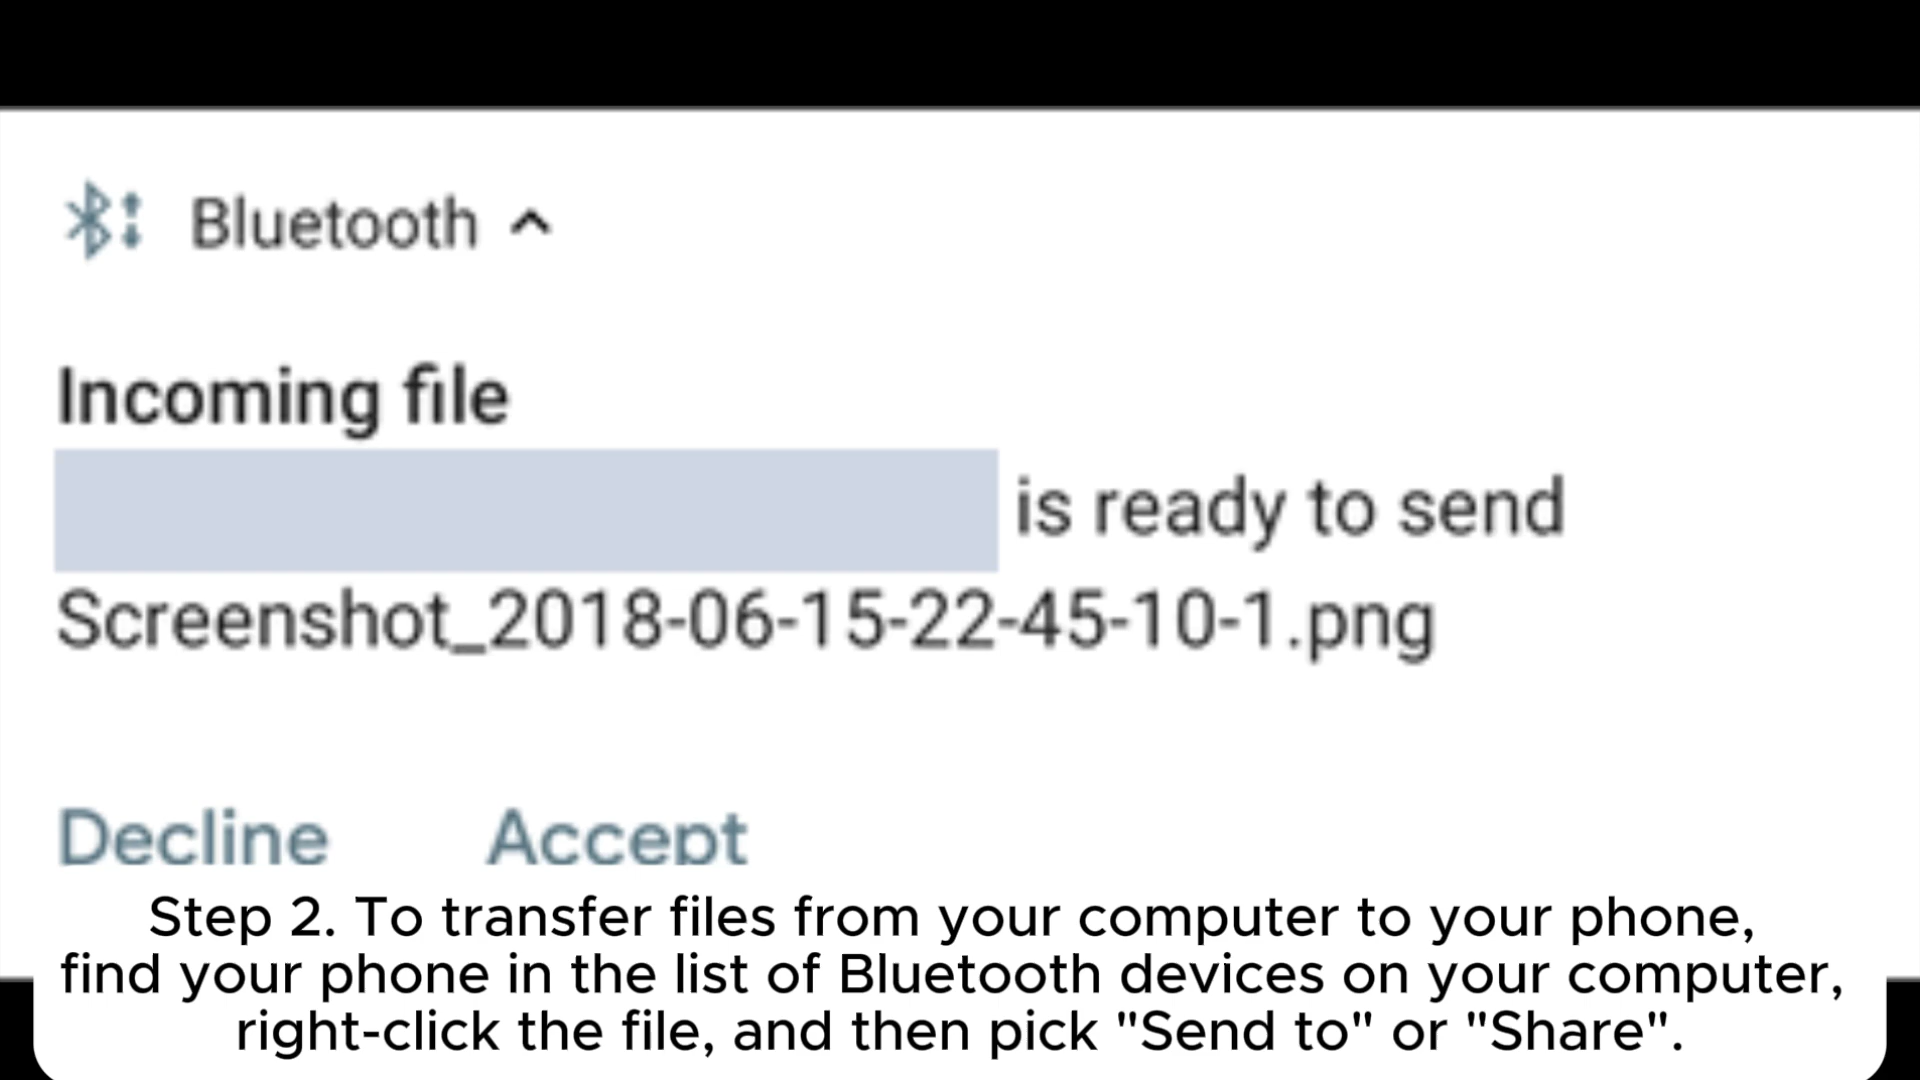 Bluetooth
Incoming file
is ready to send
Screenshot_2018-06-15-22-45-10-1.png
Decline Accept
Step 2. To transfer files from your computer to your phone,
find your phone in the list of Bluetooth devices on your computer,
right-click the file, and then pick "Send to" or "Share".